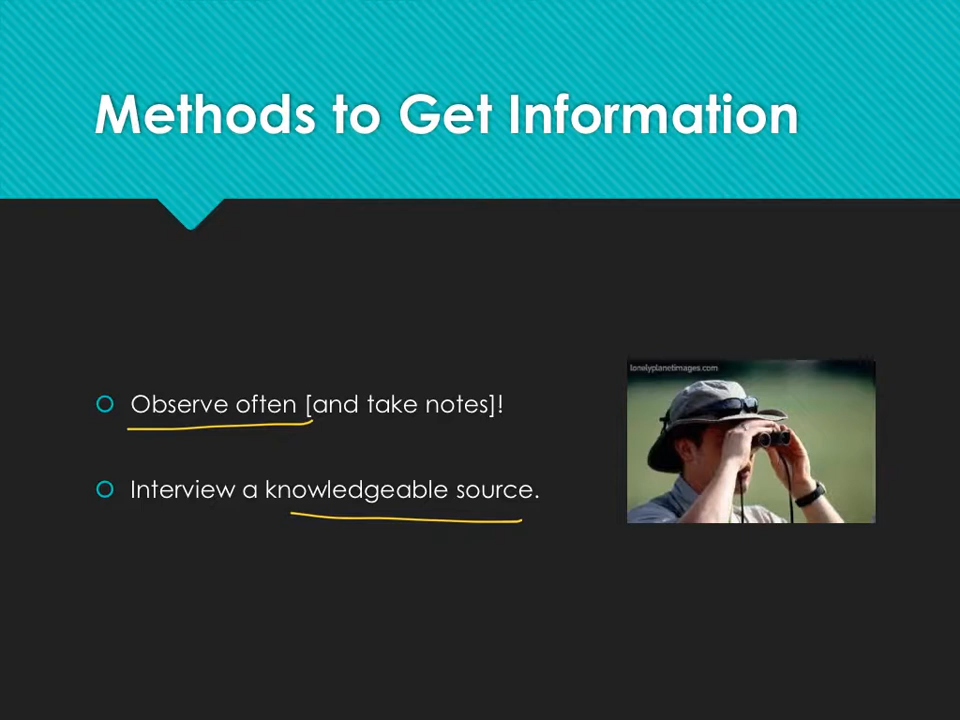 Methods to Get Information
Observe often [and take notes]!
Interview a knowledgeable source.
lonelyplanetimages.com